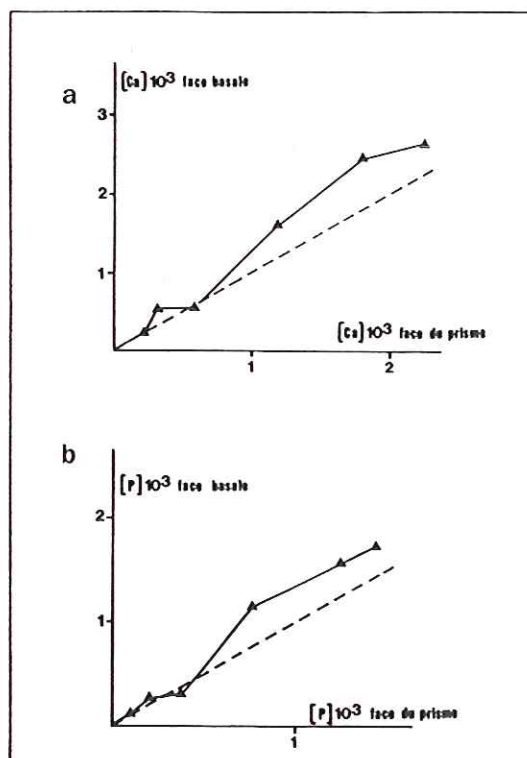 a
[Ca]10³ face basale
3
2
1
[Ca]10³ face du prisme
1
2
b
[P]10³ face basale
2
1
[P]10³ face du prisme
1